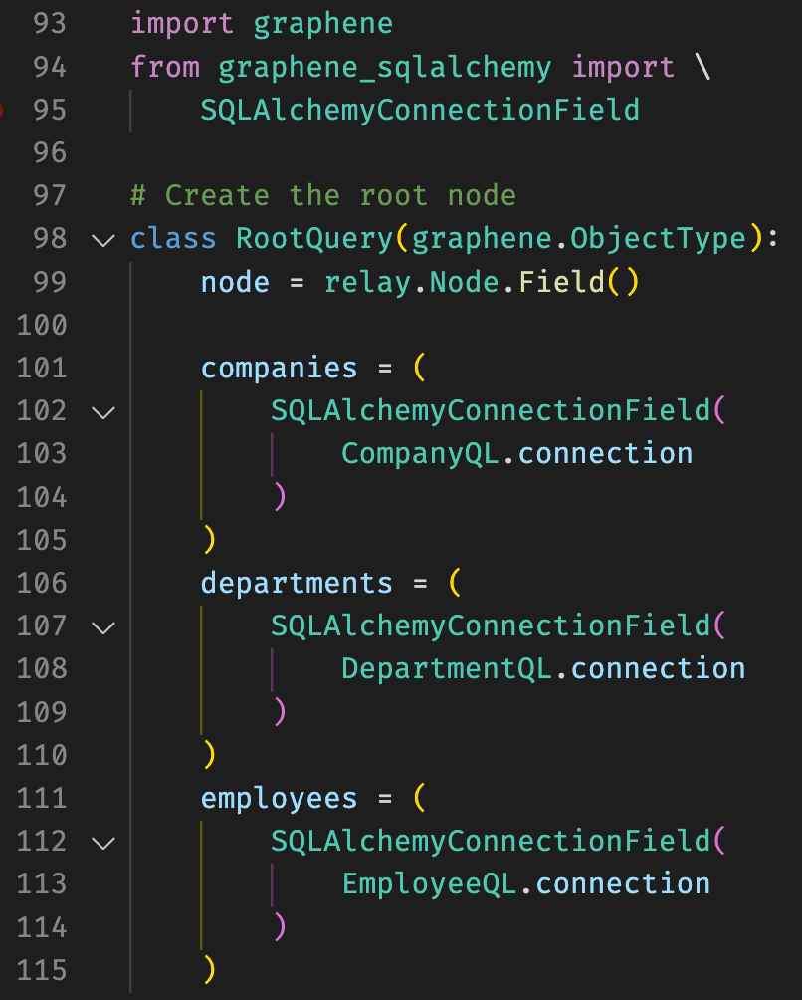 93 import graphene
94 from graphene_sqlalchemy import \
95     SQLAlchemyConnectionField
96
97 # Create the root node
98 class RootQuery(graphene.ObjectType):
99     node = relay.Node.Field()
100
101     companies = (
102         SQLAlchemyConnectionField(
103             CompanyQL.connection
104         )
105     )
106     departments = (
107         SQLAlchemyConnectionField(
108             DepartmentQL.connection
109         )
110     )
111     employees = (
112         SQLAlchemyConnectionField(
113             EmployeeQL.connection
114         )
115     )